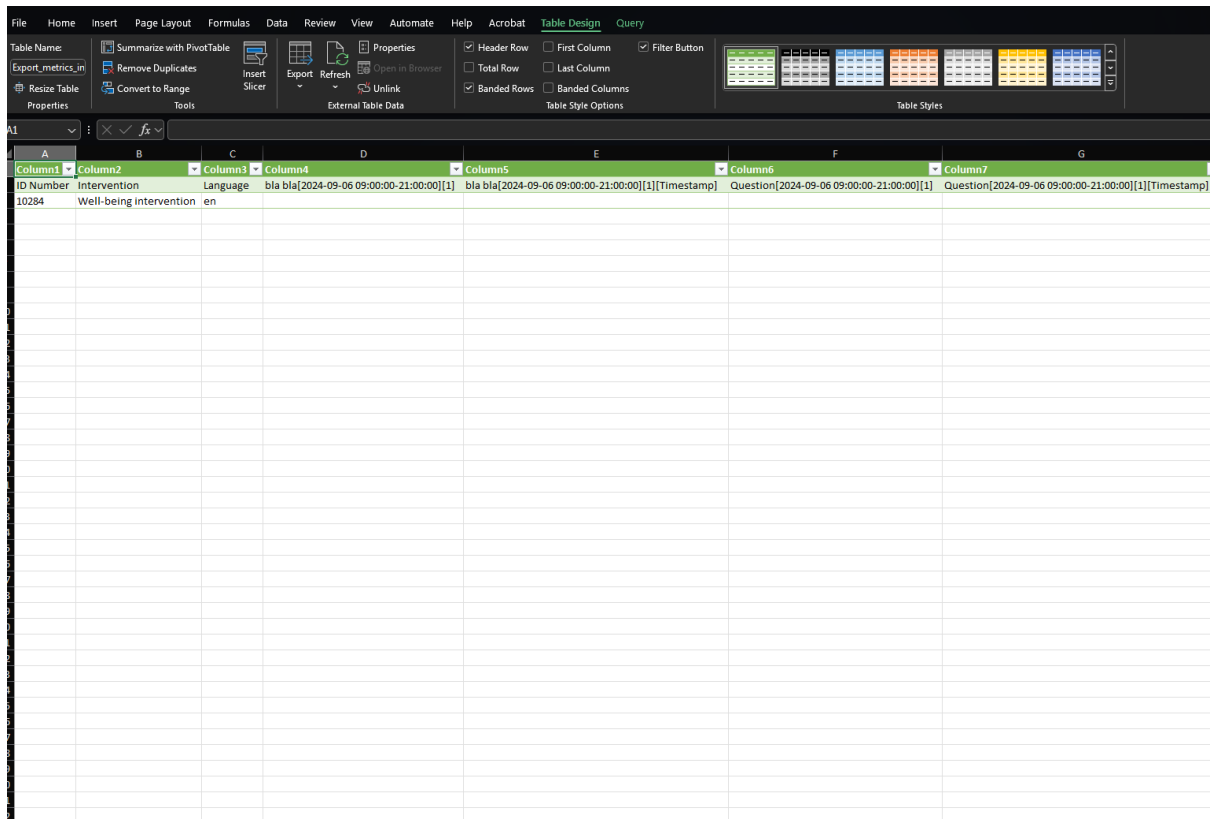 File Home Insert Page Layout Formulas Data Review View Automate Help Acrobat Table Design Query
Table Name:
Export_metrics_in
Resize Table
Properties
Summarize with PivotTable
Remove Duplicates
Convert to Range
Tools
Insert
Slicer
Export
Refresh
Properties
Open in Browser
Unlink
External Table Data
Header Row First Column Filter Button
Total Row Last Column
Banded Rows Banded Columns
Table Style Options
Table Styles
A1 fx
A B C D E F G
Column1 Column2 Column3 Column4 Column5 Column6 Column7
ID Number Intervention Language bla bla[2024-09-06 09:00:00-21:00:00][1] bla bla[2024-09-06 09:00:00-21:00:00][1][Timestamp] Question[2024-09-06 09:00:00-21:00:00][1] Question[2024-09-06 09:00:00-21:00:00][1][Timestamp]
10284 Well-being intervention en